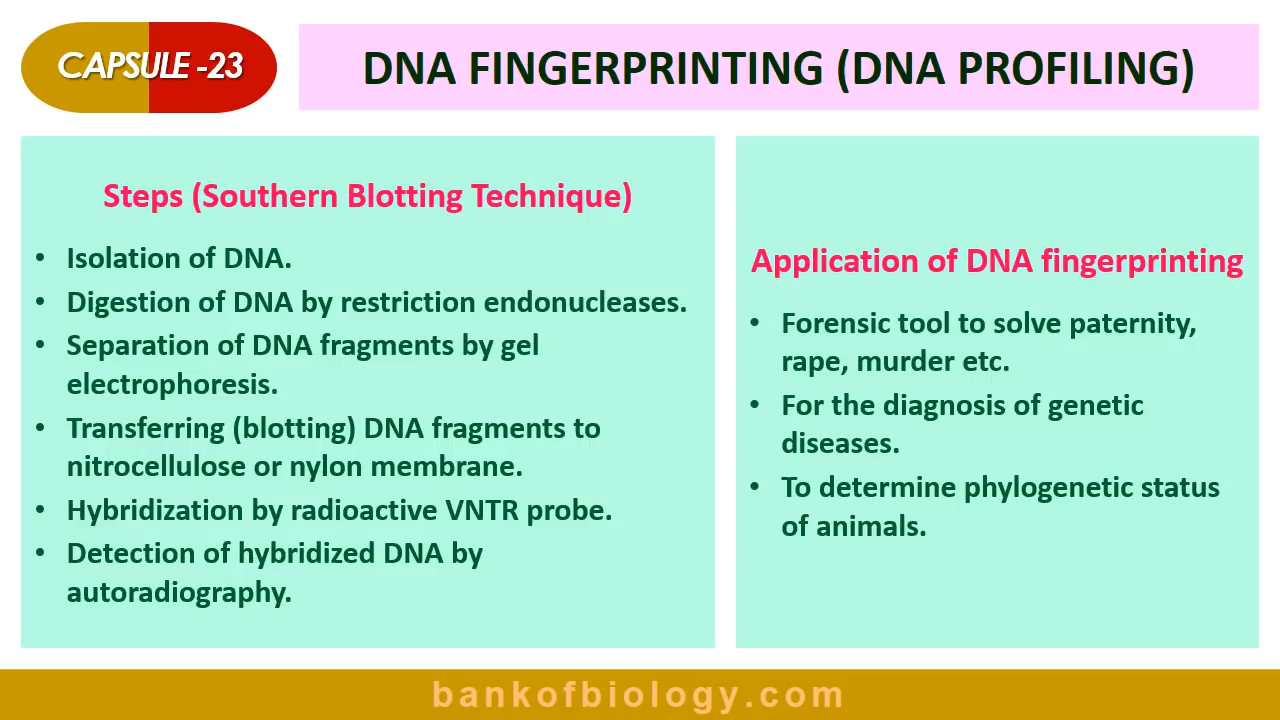 CAPSULE -23
DNA FINGERPRINTING (DNA PROFILING)
Steps (Southern Blotting Technique)
• Isolation of DNA.
• Digestion of DNA by restriction endonucleases.
• Separation of DNA fragments by gel
electrophoresis.
• Transferring (blotting) DNA fragments to
nitrocellulose or nylon membrane.
• Hybridization by radioactive VNTR probe.
• Detection of hybridized DNA by
autoradiography.
Application of DNA fingerprinting
• Forensic tool to solve paternity,
rape, murder etc.
• For the diagnosis of genetic
diseases.
• To determine phylogenetic status
of animals.
bankofbiology.com